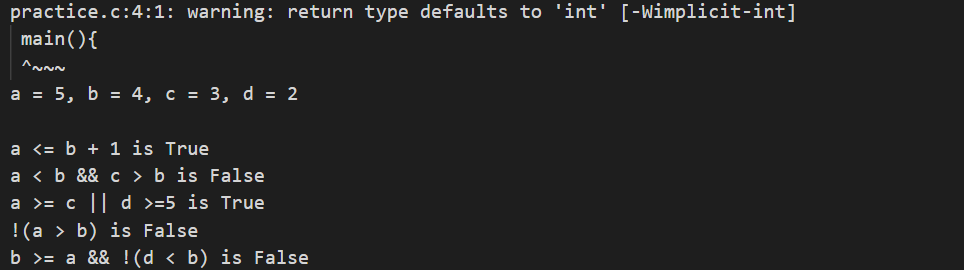 practice.c:4:1: warning: return type defaults to 'int' [-Wimplicit-int]
main(){
^~~~
a = 5, b = 4, c = 3, d = 2
a <= b + 1 is True
a < b && c > b is False
a >= c || d >=5 is True
!(a > b) is False
b >= a && !(d < b) is False